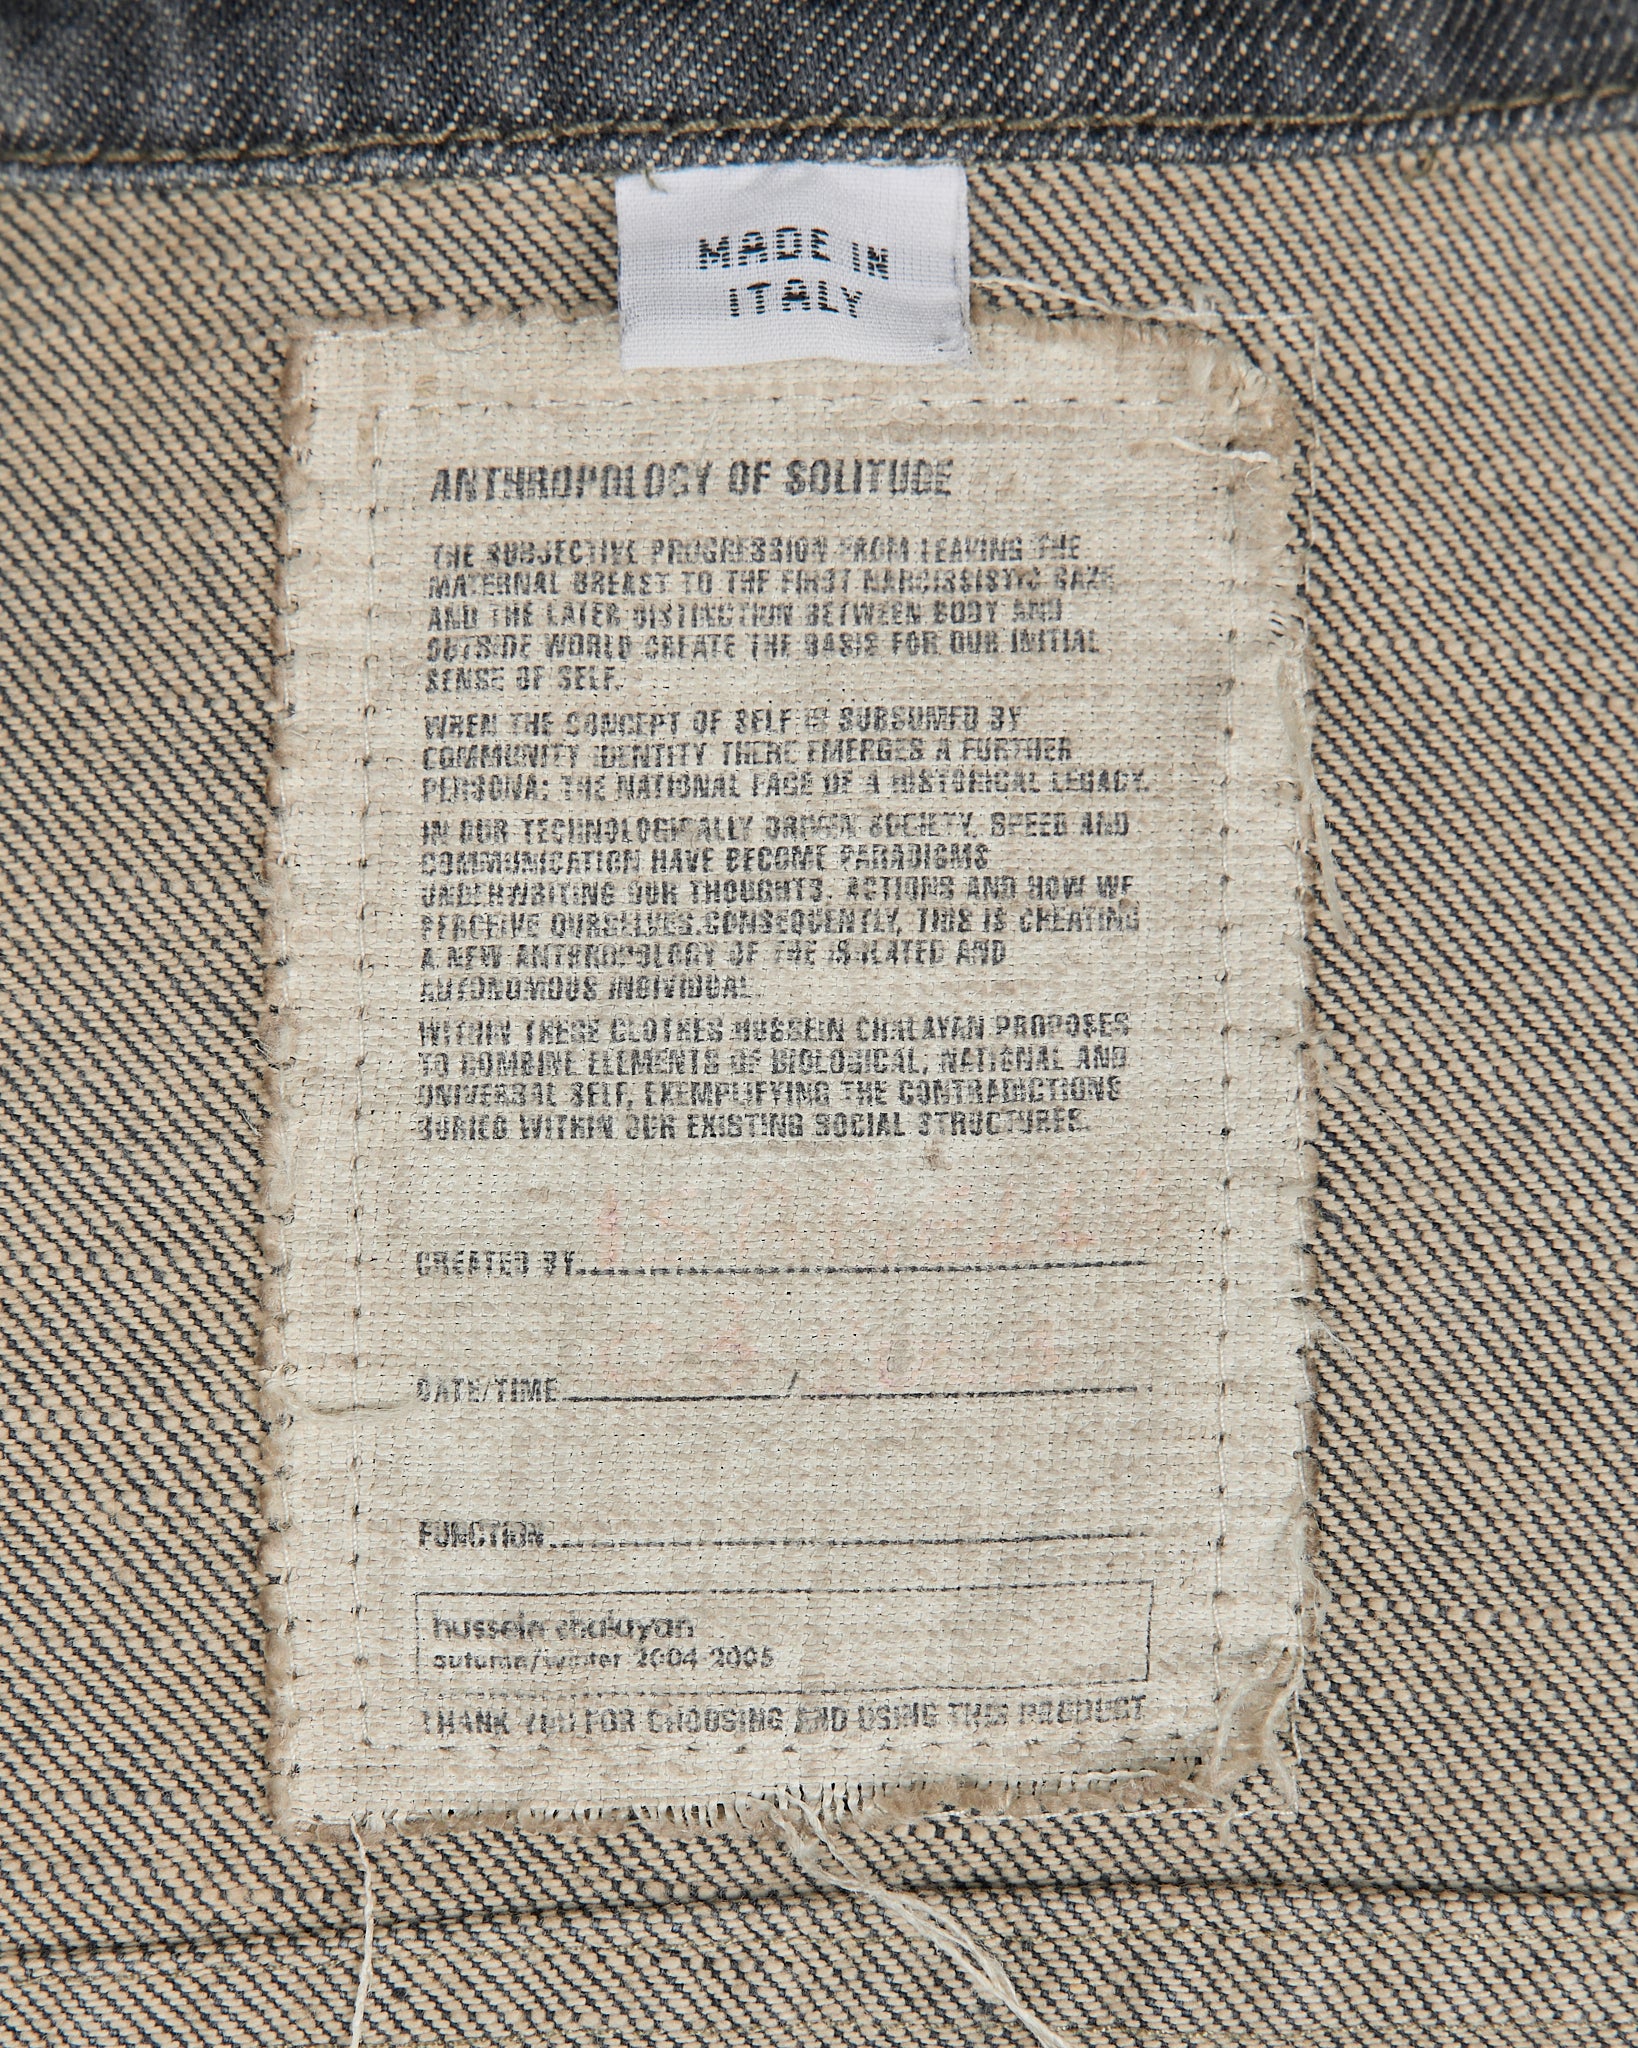 MADE IN
ITALY
ANTHROPOLOGY OF SOLITUDE
THE SUBJECTIVE PROGRESSION FROM LEAVING THE
MATERNAL BREAST TO THE FIRST NARCISSISTIC GAZE
AND THE LATER DISTINCTION BETWEEN BODY AND
OUTSIDE WORLD CREATE THE BASIS FOR OUR INITIAL
SENSE OF SELF.
WHEN THE CONCEPT OF SELF IS SUBSUMED BY
COMMUNITY IDENTITY THERE EMERGES A FURTHER
PERSONA: THE NATIONAL FACE OF A HISTORICAL LEGACY.
IN OUR TECHNOLOGICALLY DRIVEN SOCIETY, SPEED AND
COMMUNICATION HAVE BECOME PARADIGMS
UNDERWRITING OUR THOUGHTS, ACTIONS AND HOW WE
PERCEIVE OURSELVES.CONSEQUENTLY, THIS IS CREATING
A NEW ANTHROPOLOGY OF THE ISOLATED AND
AUTONOMOUS INDIVIDUAL.
WITHIN THESE CLOTHES HUSSEIN CHALAYAN PROPOSES
TO COMBINE ELEMENTS OF BIOLOGICAL, NATIONAL AND
UNIVERSAL SELF, EXEMPLIFYING THE CONTRADICTIONS
BURIED WITHIN OUR EXISTING SOCIAL STRUCTURES.
CREATED BY
DATE/TIME /
FUNCTION
hussein chalayan
autumn/winter 2004-2005
THANK YOU FOR CHOOSING AND USING THIS PRODUCT